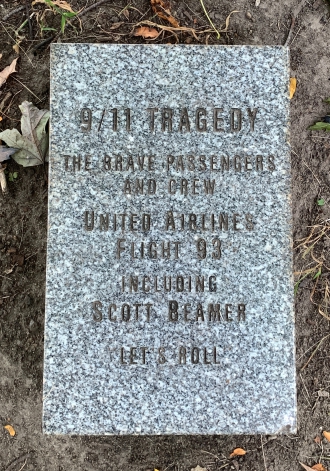 9/11 TRAGEDY
THE BRAVE PASSENGERS
AND CREW
UNITED AIRLINES
FLIGHT 93
INCLUDING
SCOTT BEAMER
"LET'S ROLL"